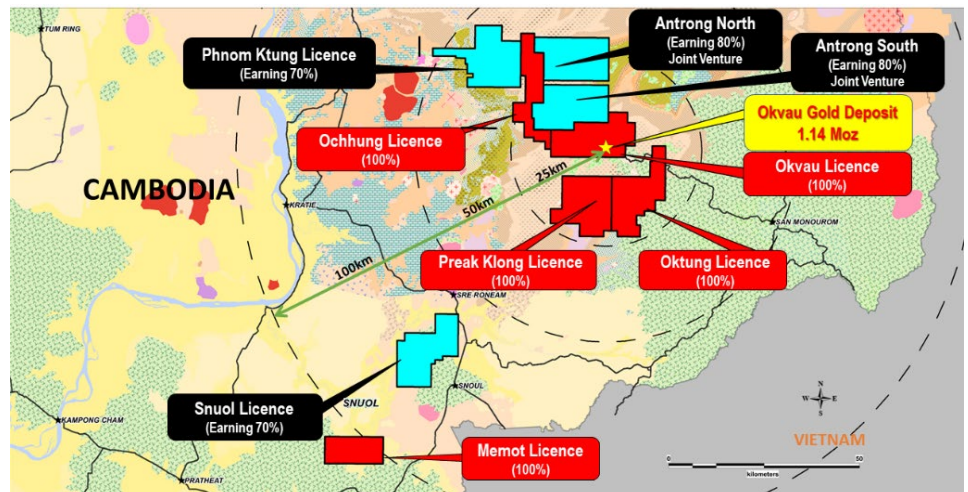 TUM RING
Phnom Ktung Licence
(Earning 70%)
Antrong North
(Earning 80%)
Joint Venture
Antrong South
(Earning 80%)
Joint Venture
Okvau Gold Deposit
1.14 Moz
Ochhung Licence
(100%)
Okvau Licence
(100%)
CAMBODIA
KRATIE
25km
50km
100km
SAN MONOUROM
Preak Klong Licence
(100%)
Oktung Licence
(100%)
SRE RONEAM
SNOUL
Snuol Licence
(Earning 70%)
SNUOL
KAMPONG CHAM
PRATHEAT
Memot Licence
(100%)
N
W E
S
VIETNAM
0 50
kilometers